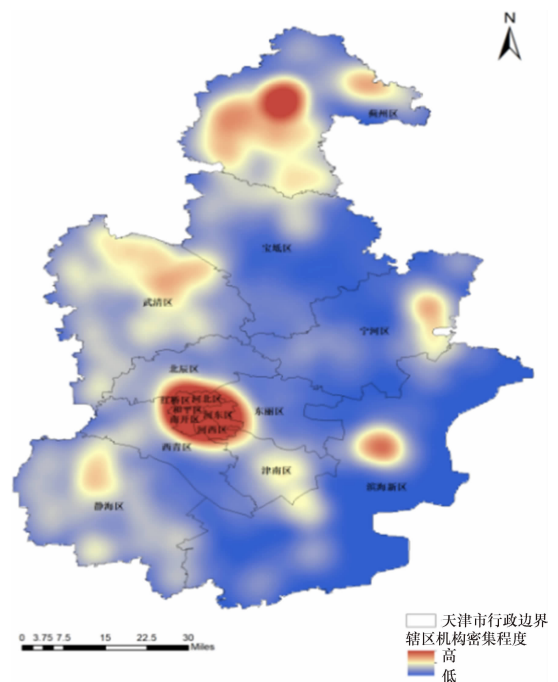 N
蓟州区
宝坻区
武清区
宁河区
北辰区
红桥区 河北区
和平区
河东区
南开区
河西区
东丽区
西青区
津南区
滨海新区
静海区
0 3.75 7.5 15 22.5 30
Miles
天津市行政边界
辖区机构密集程度
高
低